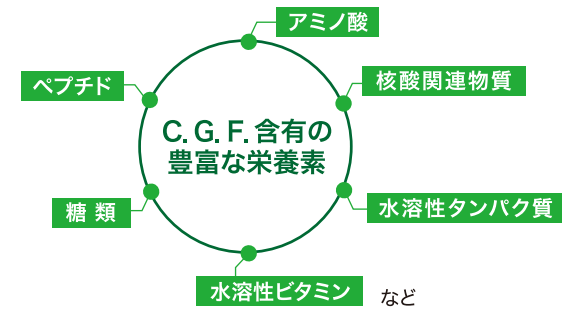 アミノ酸
ペプチド
核酸関連物質
C.G.F.含有の
豊富な栄養素
糖類
水溶性タンパク質
水溶性ビタミン
など